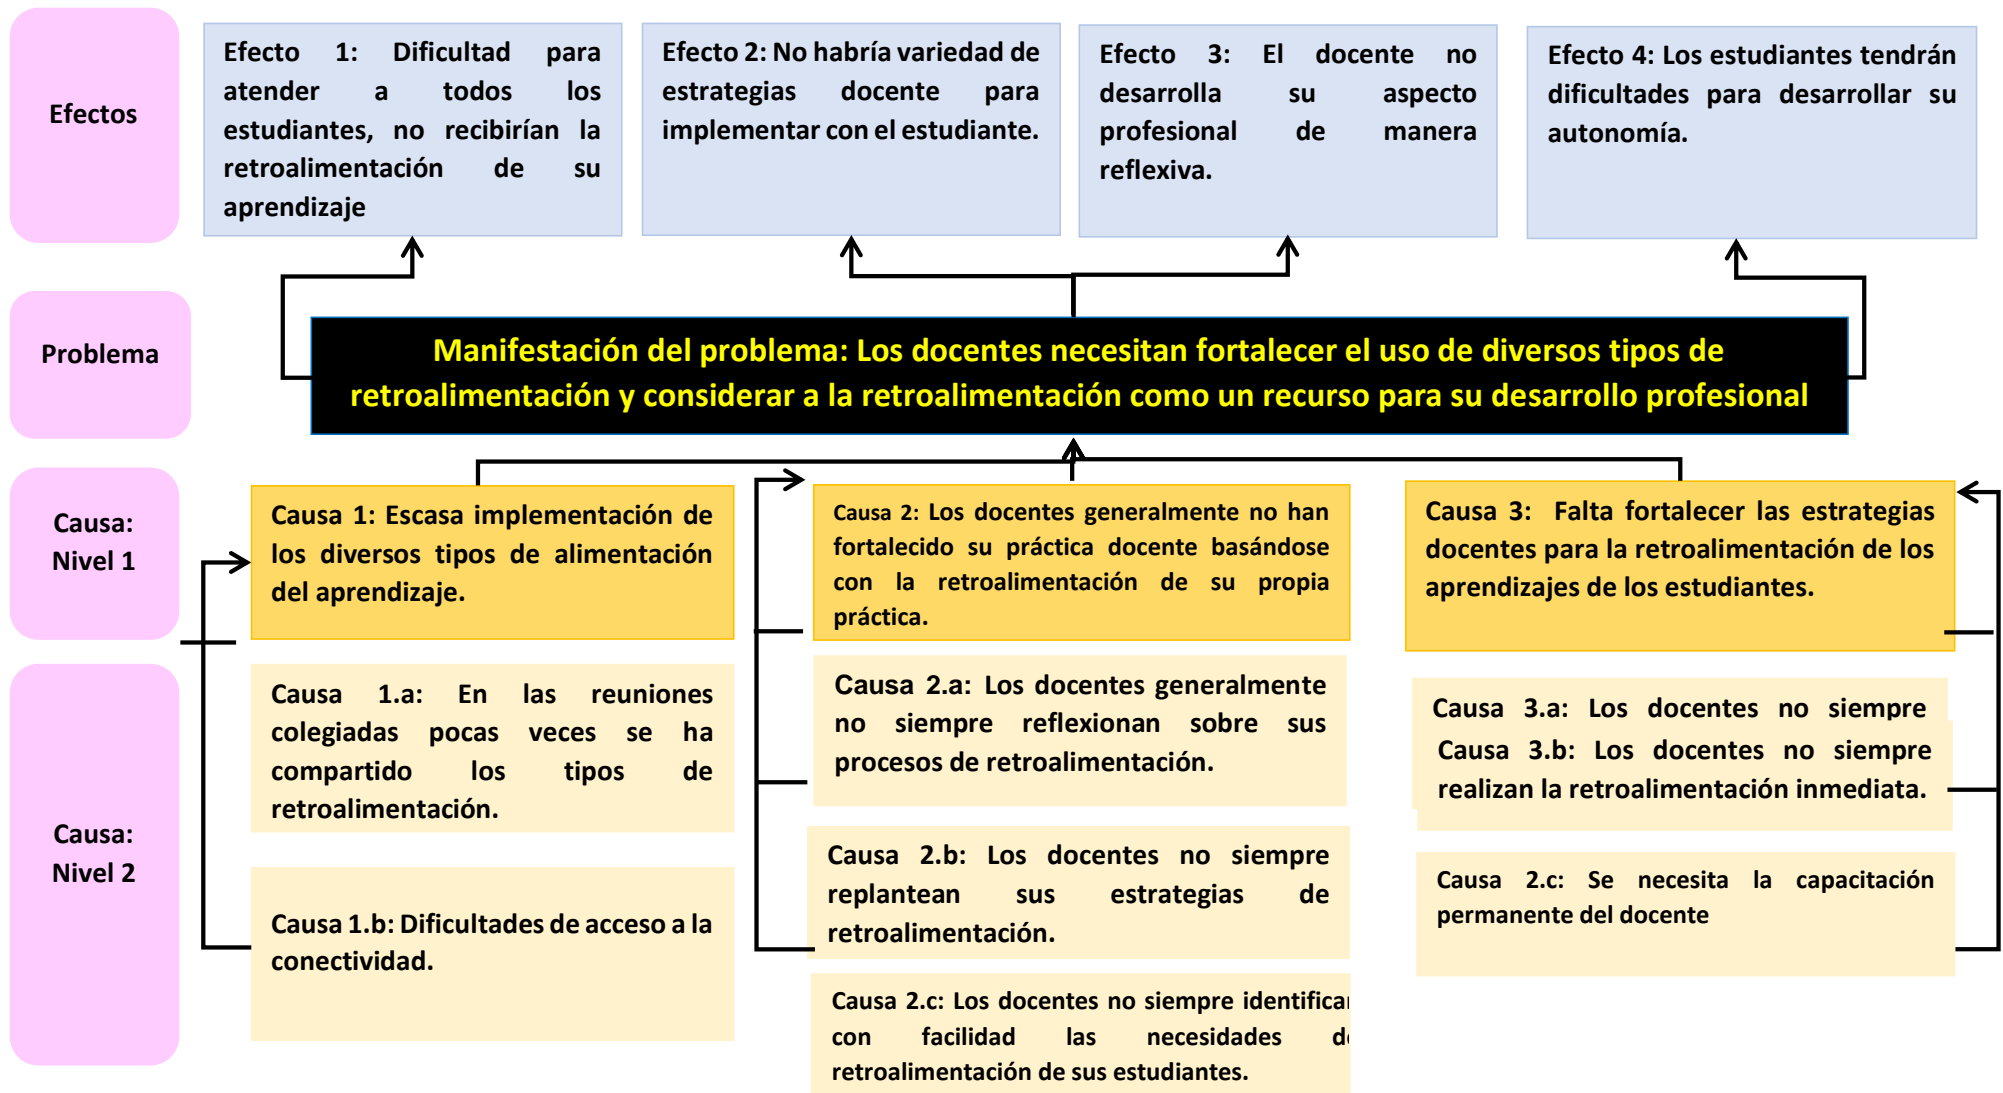 Efectos
Efecto 1: Dificultad para
atender a todos los
estudiantes, no recibirían la
retroalimentación de su
aprendizaje
Efecto 2: No habría variedad de
estrategias docente para
implementar con el estudiante.
Efecto 3: El docente no
desarrolla su aspecto
profesional de manera
reflexiva.
Efecto 4: Los estudiantes tendrán
dificultades para desarrollar su
autonomía.
Problema
Manifestación del problema: Los docentes necesitan fortalecer el uso de diversos tipos de
retroalimentación y considerar a la retroalimentación como un recurso para su desarrollo profesional
Causa:
Nivel 1
Causa 1: Escasa implementación de
los diversos tipos de alimentación
del aprendizaje.
Causa 2: Los docentes generalmente no han
fortalecido su práctica docente basándose
con la retroalimentación de su propia
práctica.
Causa 3: Falta fortalecer las estrategias
docentes para la retroalimentación de los
aprendizajes de los estudiantes.
Causa:
Nivel 2
Causa 1.a: En las reuniones
colegiadas pocas veces se ha
compartido los tipos de
retroalimentación.
Causa 1.b: Dificultades de acceso a la
conectividad.
Causa 2.a: Los docentes generalmente
no siempre reflexionan sobre sus
procesos de retroalimentación.
Causa 2.b: Los docentes no siempre
replantean sus estrategias de
retroalimentación.
Causa 2.c: Los docentes no siempre
con facilidad las necesidades
retroalimentación de sus estudiantes.
Causa 3.a: Los docentes no siempre
Causa 3.b: Los docentes no siempre
realizan la retroalimentación inmediata.
Causa 2.c: Se necesita la capacitación
permanente del docente